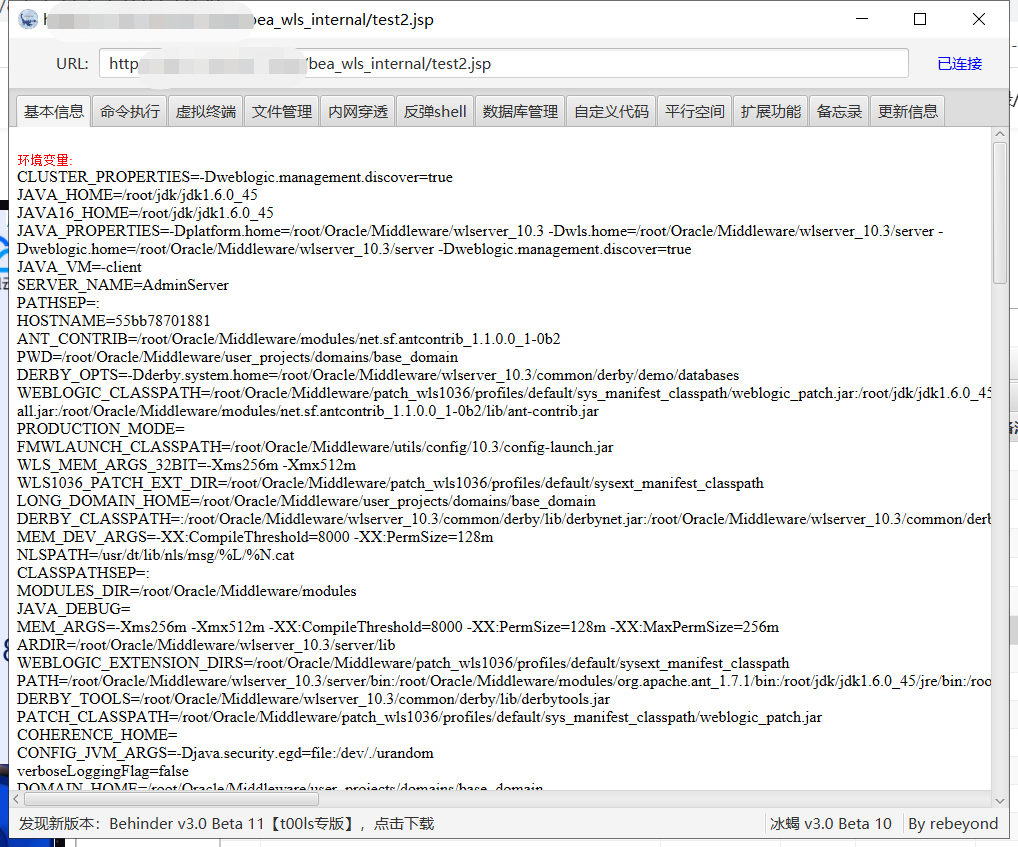 h bea_wls_internal/test2.jsp
URL: http /bea_wls_internal/test2.jsp 已连接
基本信息 命令执行 虚拟终端 文件管理 内网穿透 反弹shell 数据库管理 自定义代码 平行空间 扩展功能 备忘录 更新信息
环境变量:
CLUSTER_PROPERTIES=-Dweblogic.management.discover=true
JAVA_HOME=/root/jdk/jdk1.6.0_45
JAVA16_HOME=/root/jdk/jdk1.6.0_45
JAVA_PROPERTIES=-Dplatform.home=/root/Oracle/Middleware/wlserver_10.3 -Dwls.home=/root/Oracle/Middleware/wlserver_10.3/server -
Dweblogic.home=/root/Oracle/Middleware/wlserver_10.3/server -Dweblogic.management.discover=true
JAVA_VM=-client
SERVER_NAME=AdminServer
PATHSEP=:
HOSTNAME=55bb78701881
ANT_CONTRIB=/root/Oracle/Middleware/modules/net.sf.antcontrib_1.1.0.0_1-0b2
PWD=/root/Oracle/Middleware/user_projects/domains/base_domain
DERBY_OPTS=-Dderby.system.home=/root/Oracle/Middleware/wlserver_10.3/common/derby/demo/databases
WEBLOGIC_CLASSPATH=/root/Oracle/Middleware/patch_wls1036/profiles/default/sys_manifest_classpath/weblogic_patch.jar:/root/jdk/jdk1.6.0_45
all.jar:/root/Oracle/Middleware/modules/net.sf.antcontrib_1.1.0.0_1-0b2/lib/ant-contrib.jar
PRODUCTION_MODE=
FMWLAUNCH_CLASSPATH=/root/Oracle/Middleware/utils/config/10.3/config-launch.jar
WLS_MEM_ARGS_32BIT=-Xms256m -Xmx512m
WLS1036_PATCH_EXT_DIR=/root/Oracle/Middleware/patch_wls1036/profiles/default/sysext_manifest_classpath
LONG_DOMAIN_HOME=/root/Oracle/Middleware/user_projects/domains/base_domain
DERBY_CLASSPATH=:/root/Oracle/Middleware/wlserver_10.3/common/derby/lib/derbynet.jar:/root/Oracle/Middleware/wlserver_10.3/common/derb
MEM_DEV_ARGS=-XX:CompileThreshold=8000 -XX:PermSize=128m
NLSPATH=/usr/dt/lib/nls/msg/%L/%N.cat
CLASSPATHSEP=:
MODULES_DIR=/root/Oracle/Middleware/modules
JAVA_DEBUG=
MEM_ARGS=-Xms256m -Xmx512m -XX:CompileThreshold=8000 -XX:PermSize=128m -XX:MaxPermSize=256m
ARDIR=/root/Oracle/Middleware/wlserver_10.3/server/lib
WEBLOGIC_EXTENSION_DIRS=/root/Oracle/Middleware/patch_wls1036/profiles/default/sysext_manifest_classpath
PATH=/root/Oracle/Middleware/wlserver_10.3/server/bin:/root/Oracle/Middleware/modules/org.apache.ant_1.7.1/bin:/root/jdk/jdk1.6.0_45/jre/bin:/roo
DERBY_TOOLS=/root/Oracle/Middleware/wlserver_10.3/common/derby/lib/derbytools.jar
PATCH_CLASSPATH=/root/Oracle/Middleware/patch_wls1036/profiles/default/sys_manifest_classpath/weblogic_patch.jar
COHERENCE_HOME=
CONFIG_JVM_ARGS=-Djava.security.egd=file:/dev/./urandom
verboseLoggingFlag=false
DOMAIN_HOME=/root/Oracle/Middleware/user_projects/domains/base_domain
发现新版本：Behinder v3.0 Beta 11【t00ls专版】，点击下载 冰蝎 v3.0 Beta 10 By rebeyond